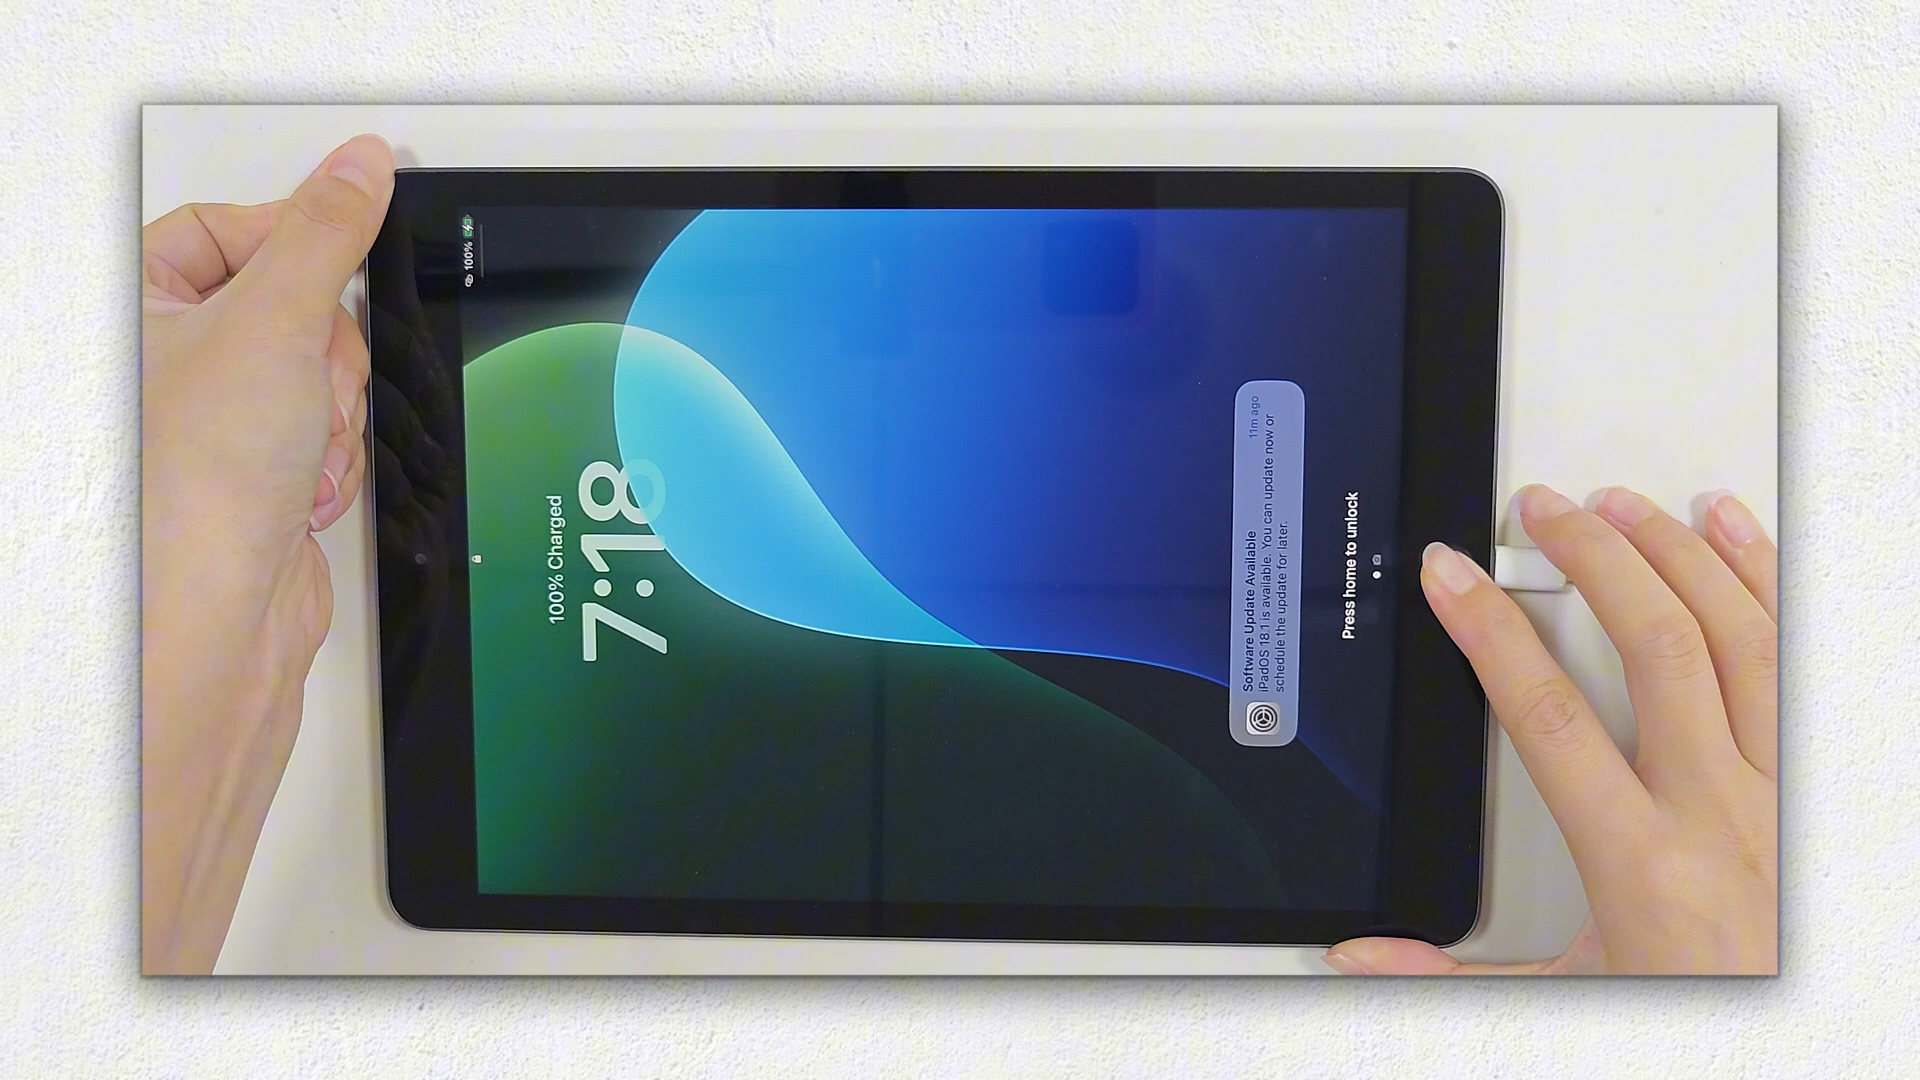 100%
100% Charged
7:18
Software Update Available 11m ago
iPadOS 18.1 is available. You can update now or
schedule the update for later.
Press home to unlock